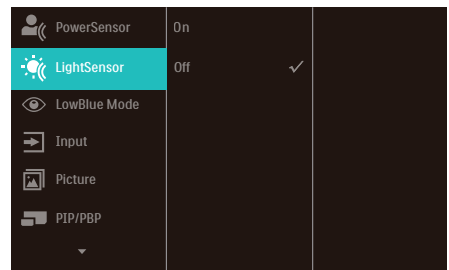 PowerSensor
On
LightSensor
Off
LowBlue Mode
Input
Picture
PIP/PBP